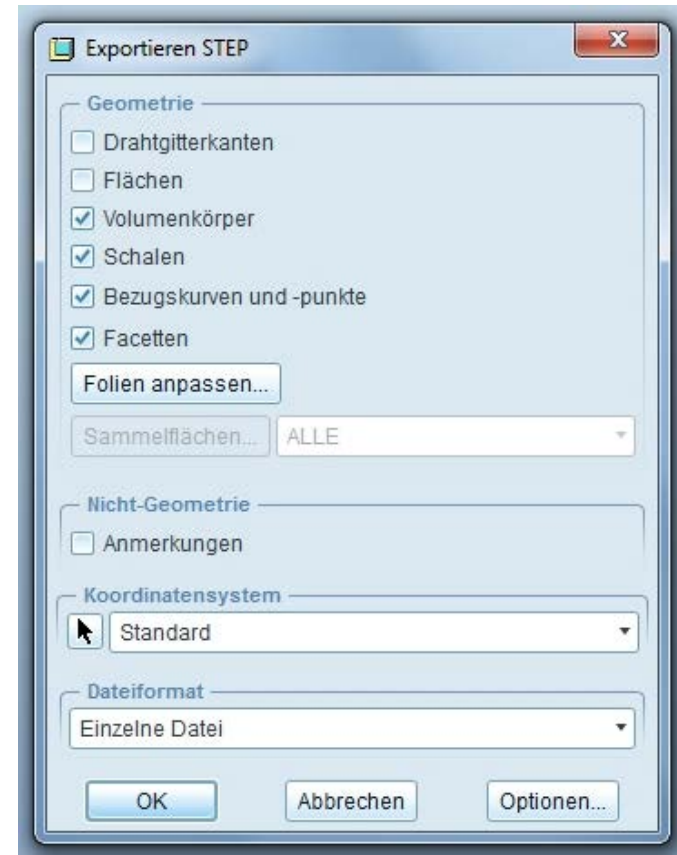 Exportieren STEP
Geometrie
Drahtgitterkanten
Flächen
Volumenkörper
Schalen
Bezugskurven und -punkte
Facetten
Folien anpassen...
Sammelflächen... ALLE
Nicht-Geometrie
Anmerkungen
Koordinatensystem
Standard
Dateiformat
Einzelne Datei
OK Abbrechen Optionen...